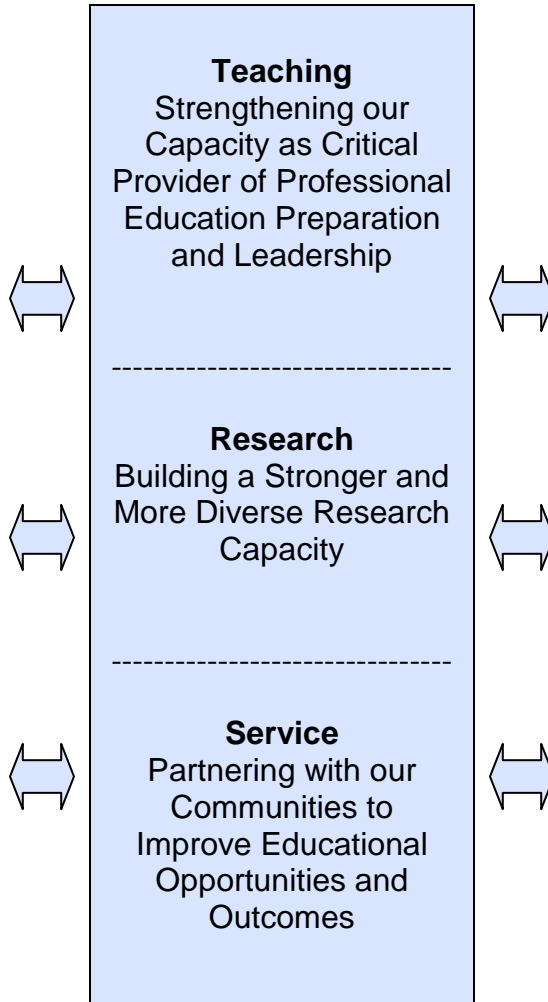 Teaching
Strengthening our
Capacity as Critical
Provider of Professional
Education Preparation
and Leadership
--------------------------------
Research
Building a Stronger and
More Diverse Research
Capacity
--------------------------------
Service
Partnering with our
Communities to
Improve Educational
Opportunities and
Outcomes